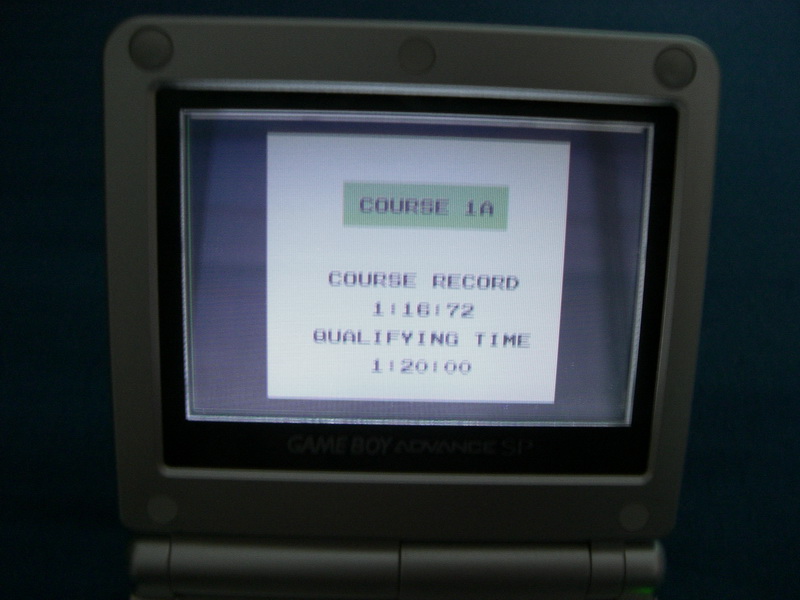 COURSE 1A
COURSE RECORD
1:16:72
QUALIFYING TIME
1:20:00
GAME BOY ADVANCE SP